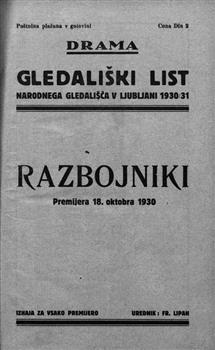 Poštnina plačana v gotovini Cena Din 2
DRAMA
GLEDALIŠKI LIST
NARODNEGA GLEDALIŠČA V LJUBLJANI 1930/31
RAZBOJNIKI
Premijera 18. oktobra 1930
IZHAJA ZA VSAKO PREMIJERO UREDNIK: FR. LIPAH